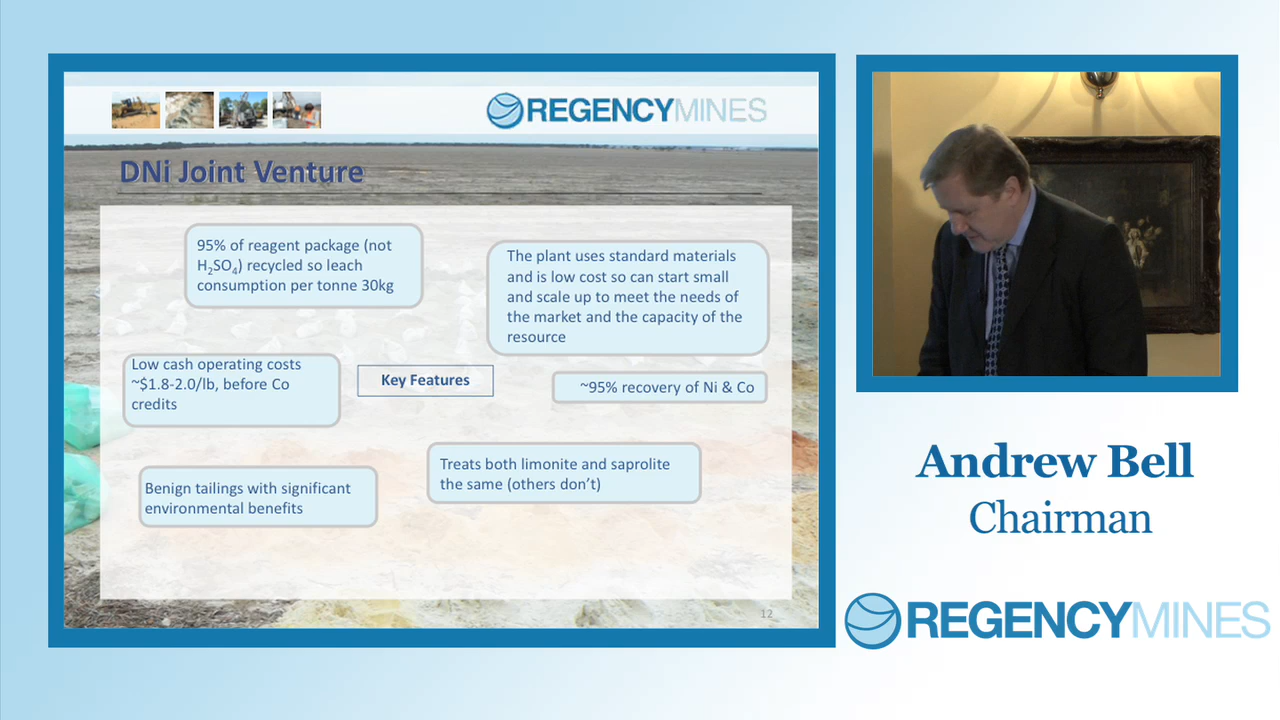 REGENCYMINES
DNi Joint Venture
95% of reagent package (not
H₂SO₄) recycled so leach
consumption per tonne 30kg
The plant uses standard materials
and is low cost so can start small
and scale up to meet the needs of
the market and the capacity of the
resource
Low cash operating costs
~$1.8-2.0/lb, before Co
credits
Key Features
~95% recovery of Ni & Co
Treats both limonite and saprolite
the same (others don’t)
Benign tailings with significant
environmental benefits
12
Andrew Bell
Chairman
REGENCYMINES